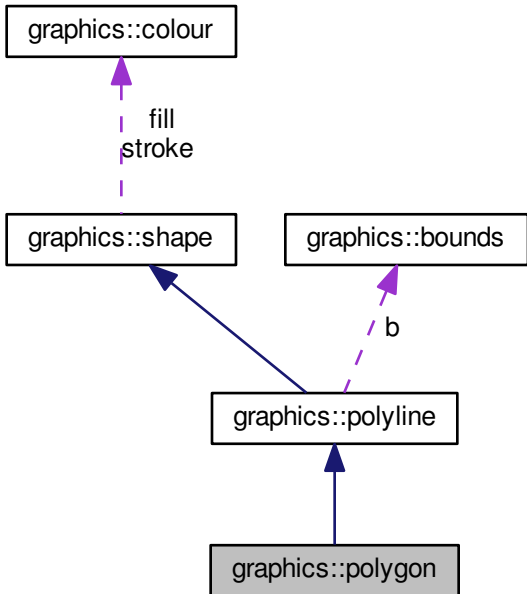 graphics::colour
fill
stroke
graphics::shape
graphics::bounds
b
graphics::polyline
graphics::polygon